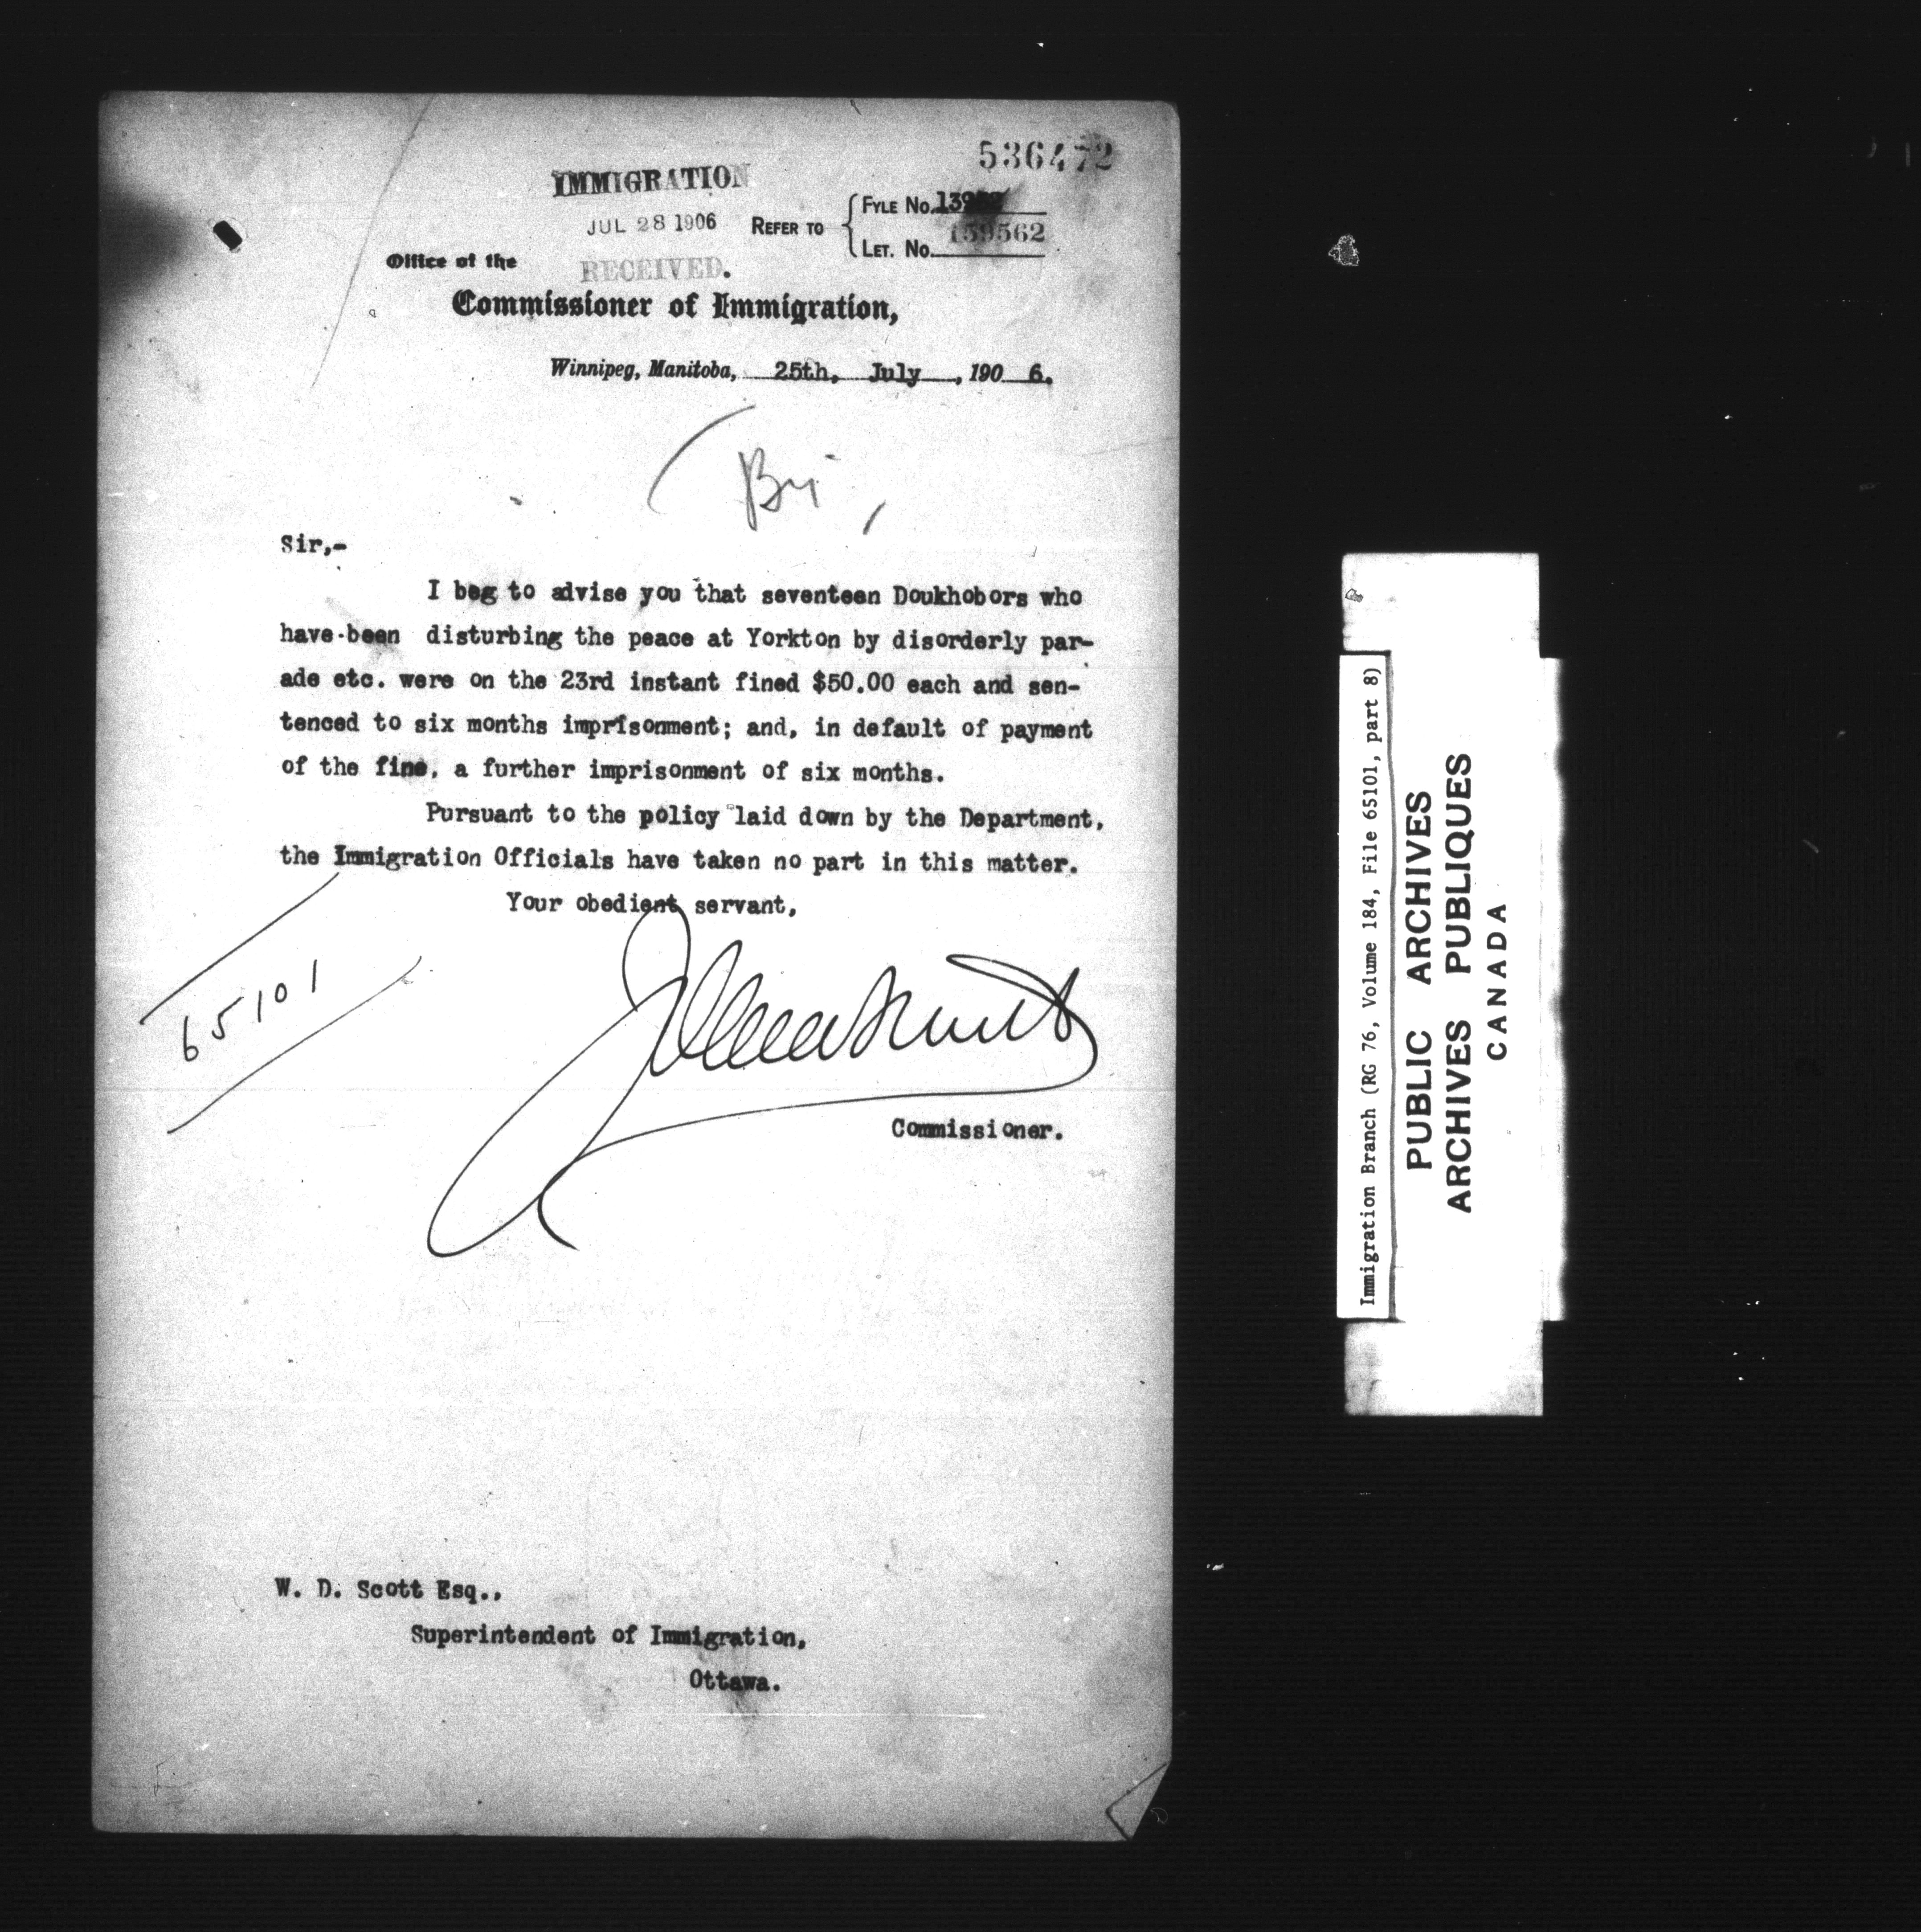 536472
IMMIGRATION
JUL 28 1906
RECEIVED.
REFER TO
FYLE No.
LET. No. 159562
Office of the
Commissioner of Immigration,
Winnipeg, Manitoba, 25th, July, 190 6.
Sir,-
I beg to advise you that seventeen Doukhobors who
have been disturbing the peace at Yorkton by disorderly par-
ade etc. were on the 23rd instant fined $50.00 each and sen-
tenced to six months imprisonment; and, in default of payment
of the fine, a further imprisonment of six months.
Pursuant to the policy laid down by the Department,
the Immigration Officials have taken no part in this matter.
Your obedient servant,
65101
Commissioner.
W. D. Scott Esq.,
Superintendent of Immigration,
Ottawa.
Immigration Branch (RG 76, Volume 184, File 65101, part 8)
PUBLIC ARCHIVES
ARCHIVES PUBLIQUES
CANADA